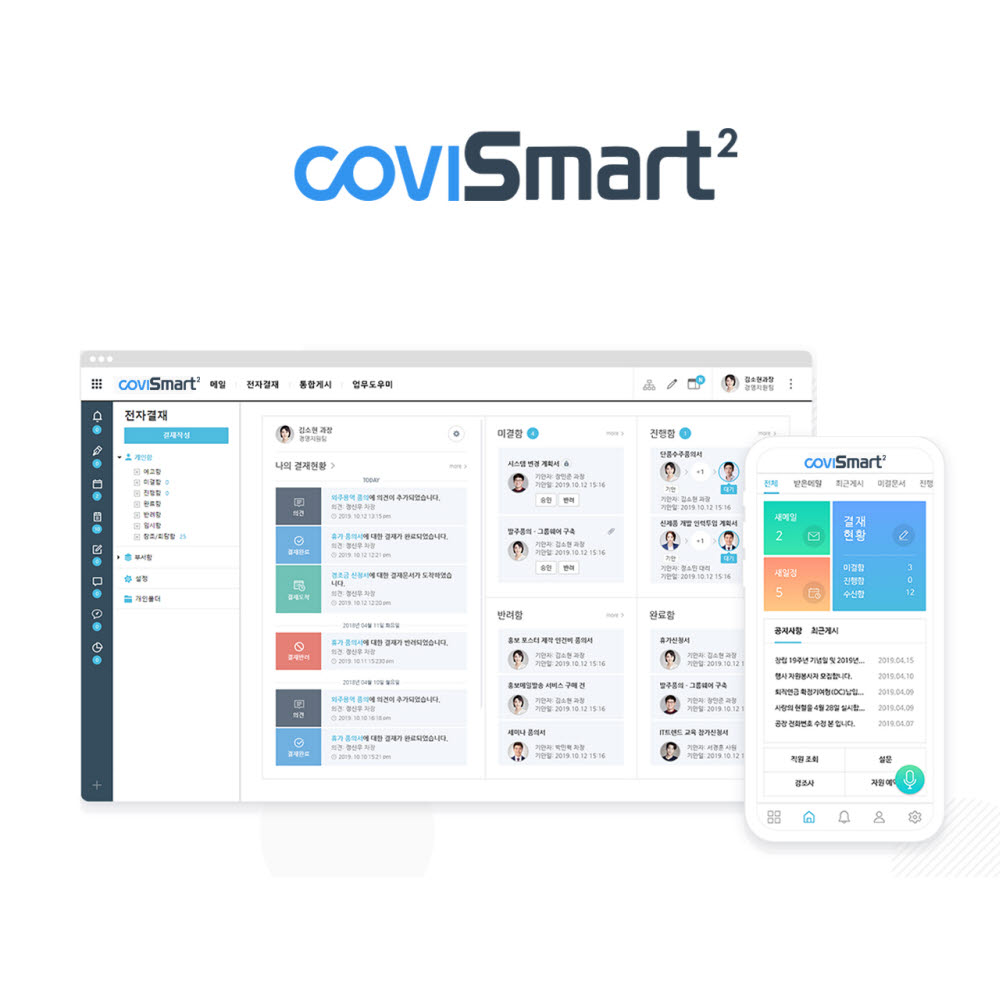 coviSmart²
coviSmart² 메일 전자결재 통합게시 업무도우미
김소현과장
경영지원팀
전자결재
결재작성
개인함
예고함
미결함 0
진행함 0
완료함
반려함
임시함
참조/회람함 25
부서함
설정
개인폴더
김소현 과장
경영지원팀
나의 결재현황 >
more >
TODAY
의견
외주용역 품의에 의견이 추가되었습니다.
의견: 정신우 차장
2019. 10.12 13:15 am
결재완료
휴가 품의서에 대한 결재가 완료되었습니다.
의견: 정신우 차장
2019. 10.12 12:21 am
결재도착
경조금 신청서에 대한 결재문서가 도착하였습
니다.
의견: 정신우 차장
2019. 10.12 12:20 am
2018년 04월 11일 화요일
결재반려
휴가 품의서에 대한 결재가 반려되었습니다.
의견: 정신우 차장
2019. 10.11 15:230 am
2018년 04월 10일 월요일
의견
외주용역 품의에 의견이 추가되었습니다.
의견: 정신우 차장
2019. 10.10 16:18 am
결재완료
휴가 품의서에 대한 결재가 완료되었습니다.
의견: 정신우 차장
2019. 10.10 15:21 am
미결함 4
more >
시스템 변경 계획서
기안자: 장민준 과장
기안일: 2019.10.12 15:16
승인 반려
발주품의 - 그룹웨어 구축
기안자: 김소현 과장
기안일: 2019.10.12 15:16
승인 반려
진행함 1
more >
단품수주품의서
+1
기안
대기
기안자: 김소현 과장
기안일: 2019.10.12 15:16
신제품 개발 인력투입 계획서
+1
기안
대기
기안자: 정소민 대리
기안일: 2019.10.12 15:16
반려함
more >
홍보 포스터 제작 인건비 품의서
기안자: 김소현 과장
기안일: 2019.10.12 15:16
홍보메일발송 서비스 구매 건
기안자: 김소현 과장
기안일: 2019.10.12 15:16
세미나 품의서
기안자: 박민혁 과장
기안일: 2019.10.12 15:16
완료함
휴가신청서
기안자: 김소현 과장
기안일: 2019.10.12 1
발주품의 - 그룹웨어 구축
기안자: 장민준 과장
기안일: 2019.10.12 1
IT트렌드 교육 참가신청서
기안자: 서경훈 사원
기안일: 2019.10.12 1
coviSmart²
전체 받은메일 최근게시 미결문서 진행
새메일
2
새일정
5
결재
현황
미결함 3
진행함 0
수신함 12
공지사항 최근게시
창립 19주년 기념일 및 2019년... 2019.04.15
행사 자원봉사자 모집합니다. 2019.04.10
퇴직연금 확정기여형(DC)납입... 2019.04.09
사랑의 헌혈을 4월 28일 실시합... 2019.04.09
공장 전화번호 수정 본 입니다. 2019.04.07
직원 조회 설문
경조사 자원 예